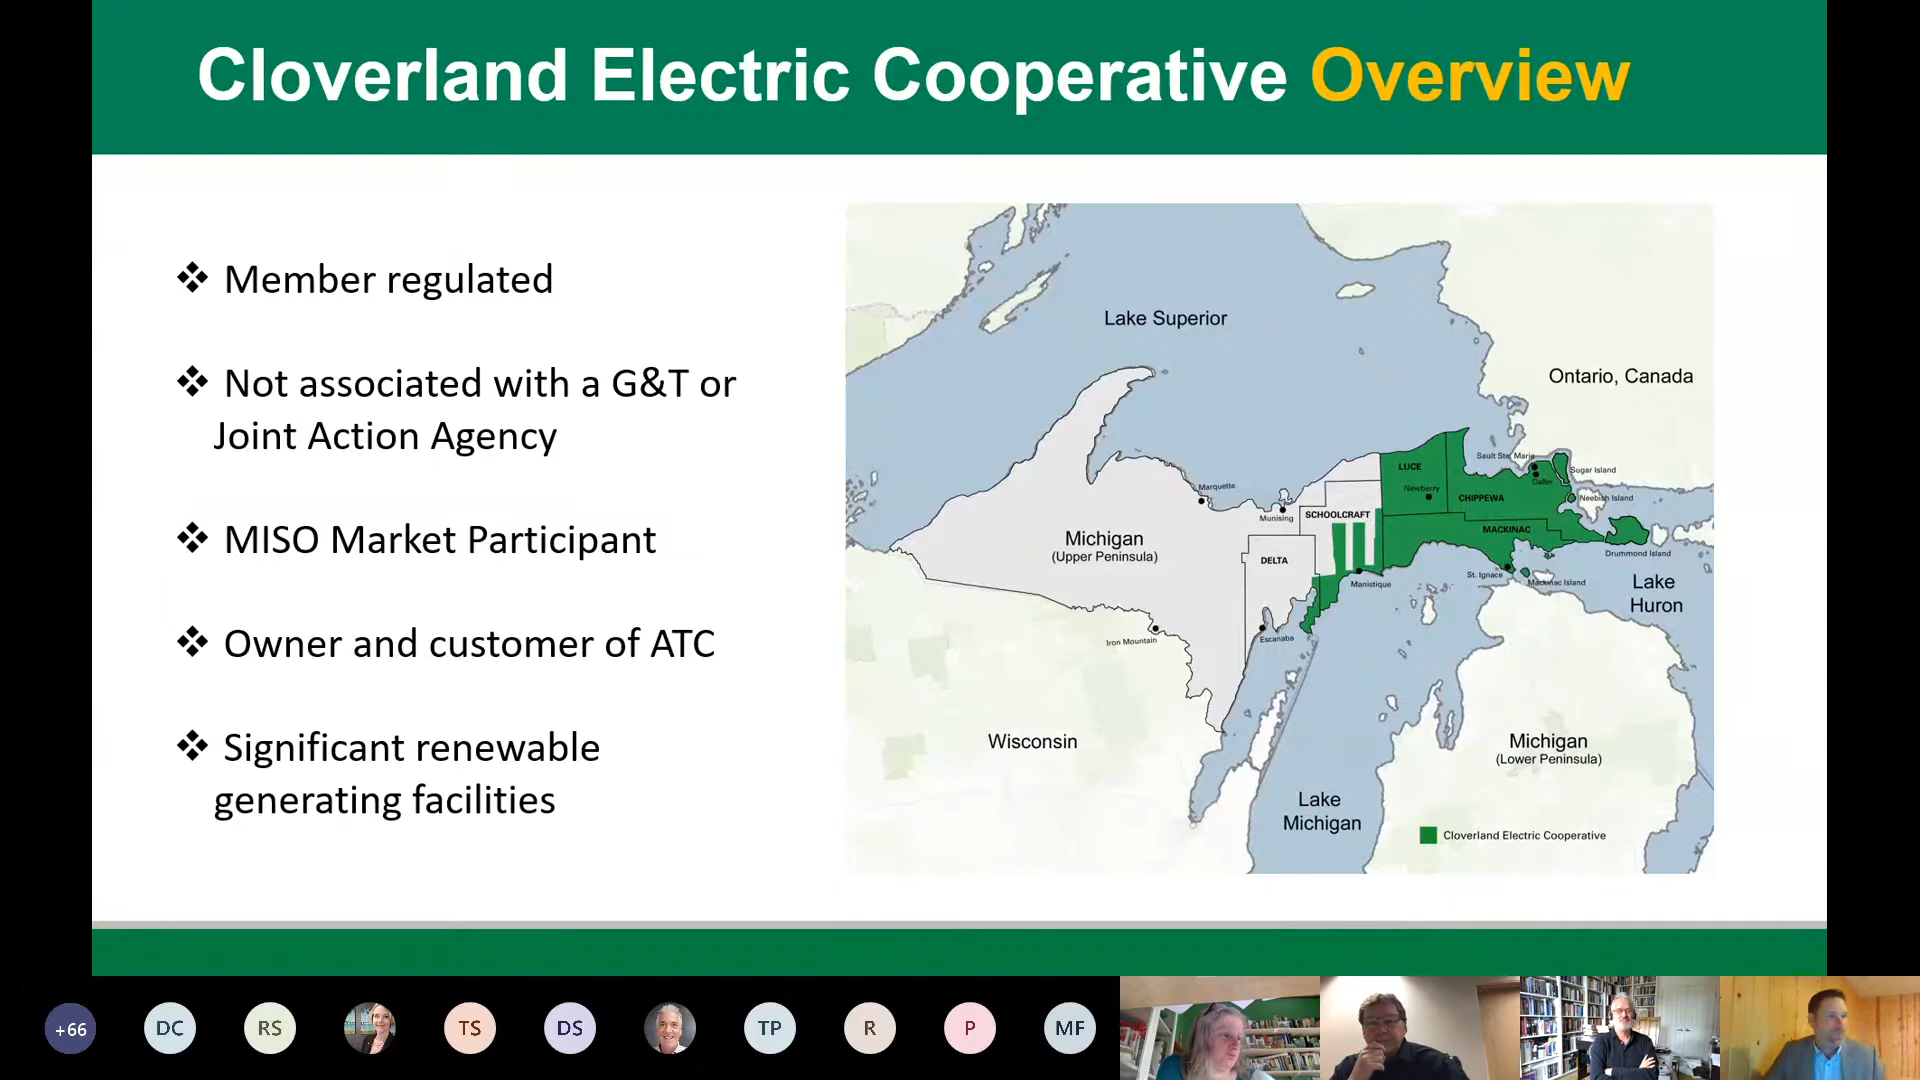 Cloverland Electric Cooperative Overview
❖ Member regulated
❖ Not associated with a G&T or
Joint Action Agency
❖ MISO Market Participant
❖ Owner and customer of ATC
❖ Significant renewable
generating facilities
Lake Superior
Ontario, Canada
Sault Ste. Marie
LUCE
Sugar Island
Dafter
Marquette
Newberry
CHIPPEWA
Neebish Island
Munising
SCHOOLCRAFT
MACKINAC
Michigan
(Upper Peninsula)
Drummond Island
DELTA
St. Ignace
Mackinac Island
Manistique
Lake
Huron
Iron Mountain
Escanaba
Wisconsin
Michigan
(Lower Peninsula)
Lake
Michigan
Cloverland Electric Cooperative
+66
DC
RS
TS
DS
TP
R
P
MF